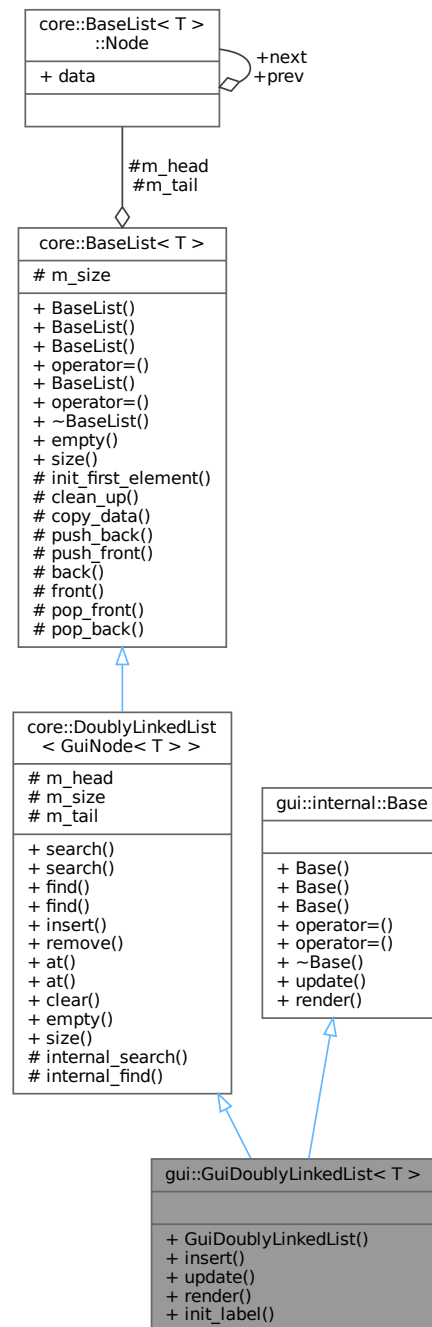 core::BaseList< T >
::Node
+ data
+next
+prev
#m_head
#m_tail
core::BaseList< T >
# m_size
+ BaseList()
+ BaseList()
+ BaseList()
+ operator=()
+ BaseList()
+ operator=()
+ ~BaseList()
+ empty()
+ size()
# init_first_element()
# clean_up()
# copy_data()
# push_back()
# push_front()
# back()
# front()
# pop_front()
# pop_back()
core::DoublyLinkedList
< GuiNode< T > >
# m_head
# m_size
# m_tail
+ search()
+ search()
+ find()
+ find()
+ insert()
+ remove()
+ at()
+ at()
+ clear()
+ empty()
+ size()
# internal_search()
# internal_find()
gui::internal::Base
+ Base()
+ Base()
+ Base()
+ operator=()
+ operator=()
+ ~Base()
+ update()
+ render()
gui::GuiDoublyLinkedList< T >
+ GuiDoublyLinkedList()
+ insert()
+ update()
+ render()
+ init_label()